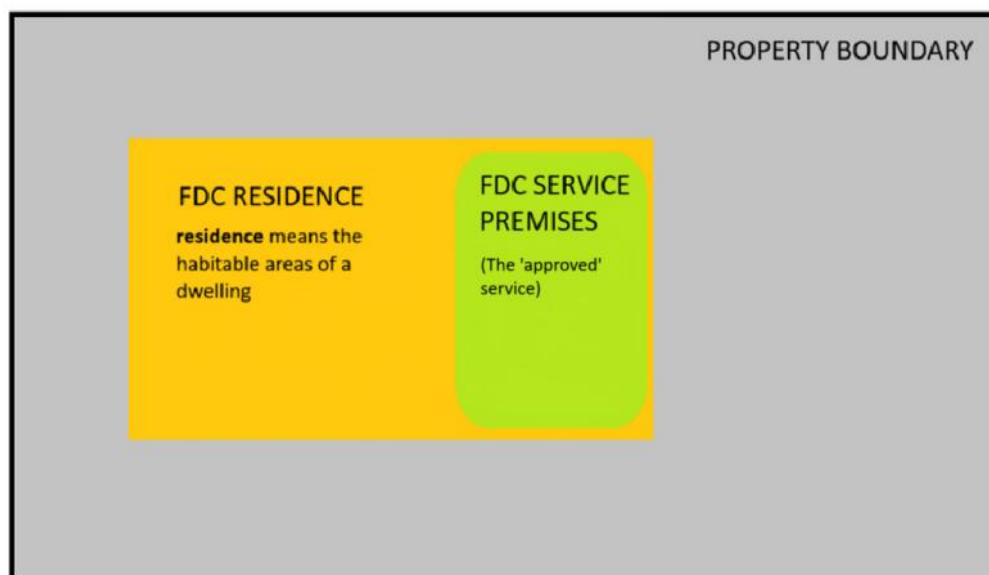 PROPERTY BOUNDARY
FDC RESIDENCE
residence means the
habitable areas of a
dwelling
FDC SERVICE
PREMISES
(The 'approved'
service)